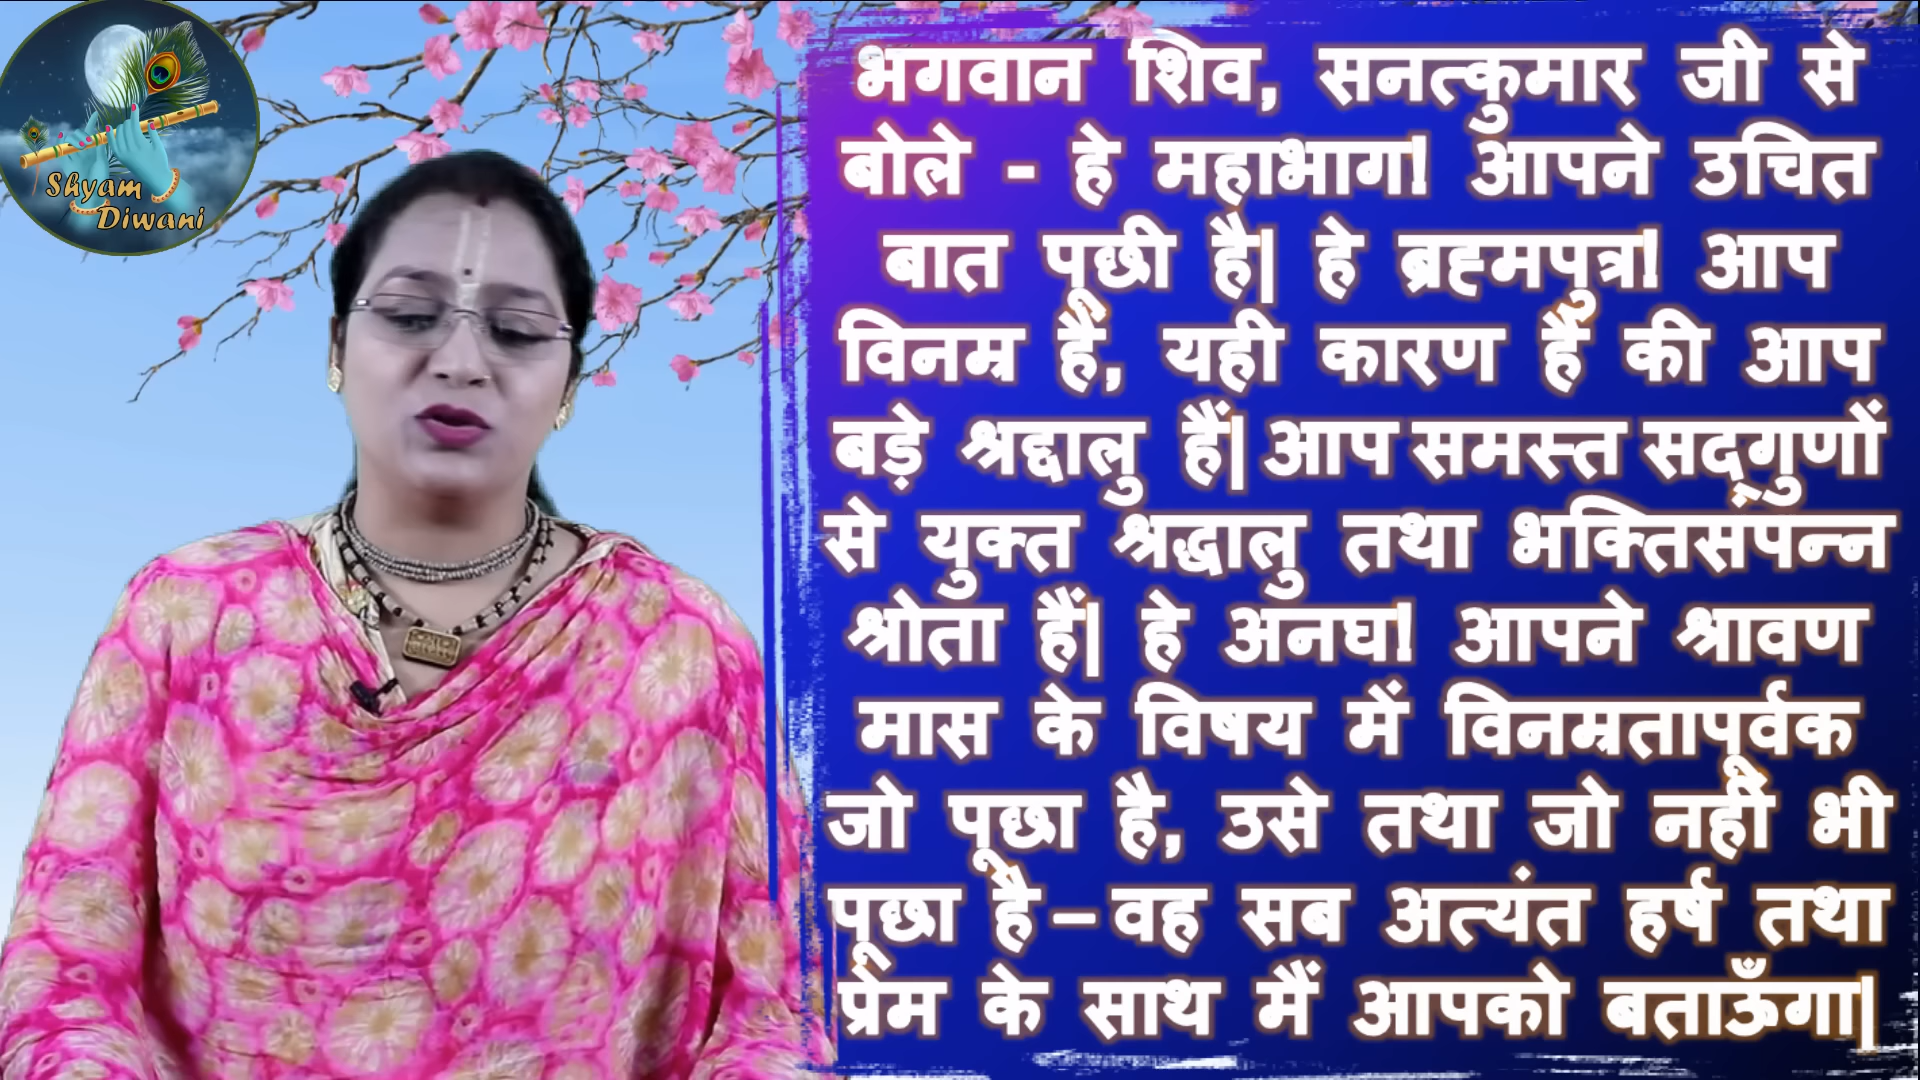 Shyam
Diwani
भगवान शिव, सनत्कुमार जी से
बोले - हे महाभाग! आपने उचित
बात पूछी है| हे ब्रह्मपुत्र! आप
विनम्र हैं, यही कारण है की आप
बड़े श्रद्दालु हैं| आप समस्त सद्गुणों
से युक्त श्रद्धालु तथा भक्तिसंपन्न
श्रोता हैं| हे अनघ! आपने श्रावण
मास के विषय में विनम्रतापूर्वक
जो पूछा है, उसे तथा जो नहीं भी
पूछा है – वह सब अत्यंत हर्ष तथा
प्रेम के साथ मैं आपको बताऊँगा|